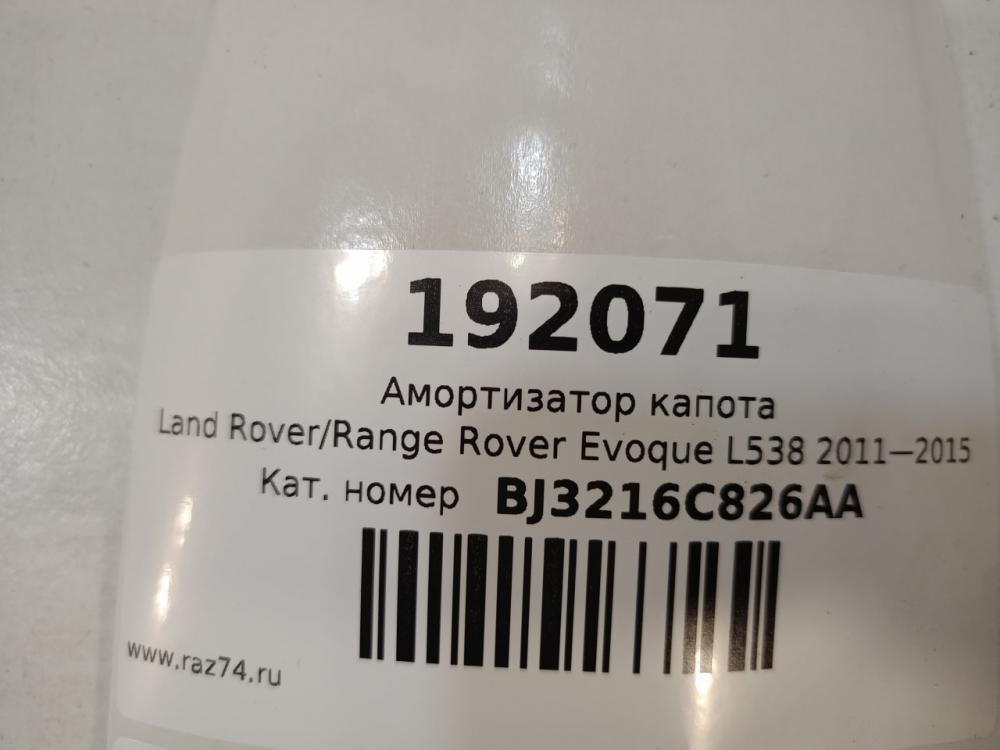 192071
Амортизатор капота
Land Rover/Range Rover Evoque L538 2011—2015
Кат. номер BJ3216C826AA
www.raz74.ru